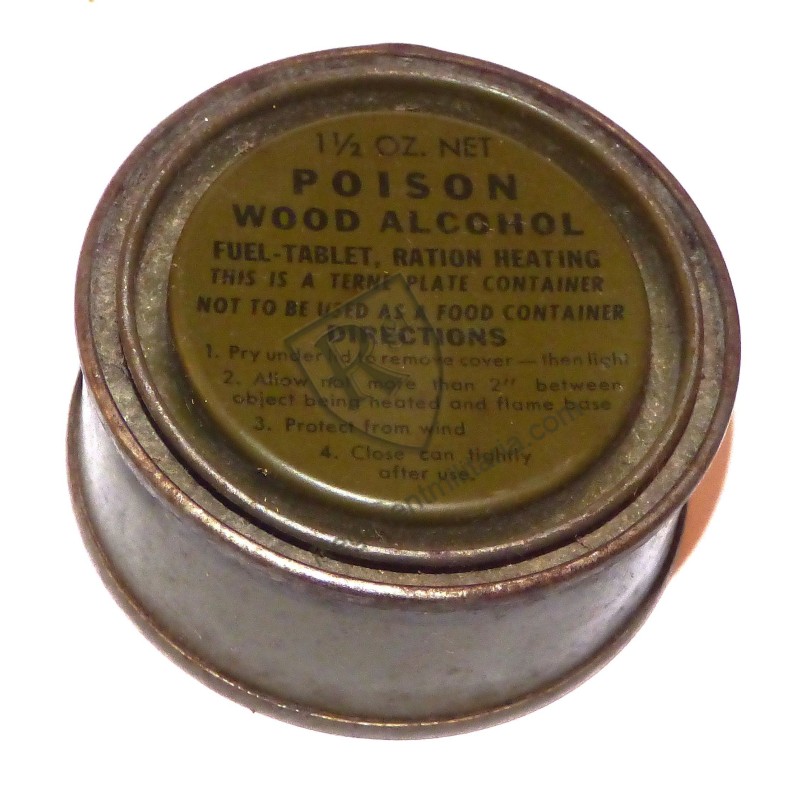 1½ OZ. NET
POISON
WOOD ALCOHOL
FUEL-TABLET, RATION HEATING
THIS IS A TERNE PLATE CONTAINER
NOT TO BE USED AS A FOOD CONTAINER
DIRECTIONS
1. Pry under lid to remove cover — then light
2. Allow not more than 2" between
object being heated and flame base
3. Protect from wind
4. Close can tightly
after use
R